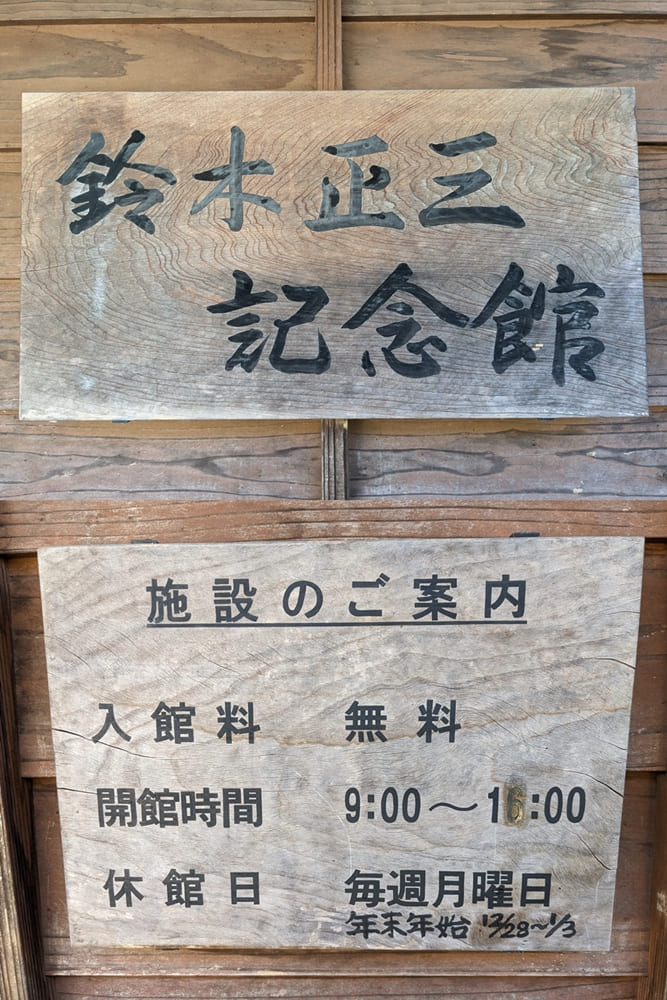 鈴木正三
記念館
施設のご案内
入館料 無料
開館時間 9:00～16:00
休館日 毎週月曜日
年末年始 12/28～1/3